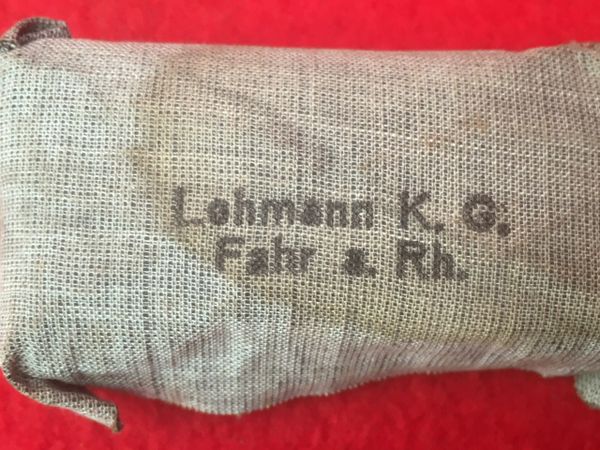 Lohmann K. G.
Fahr a. Rh.